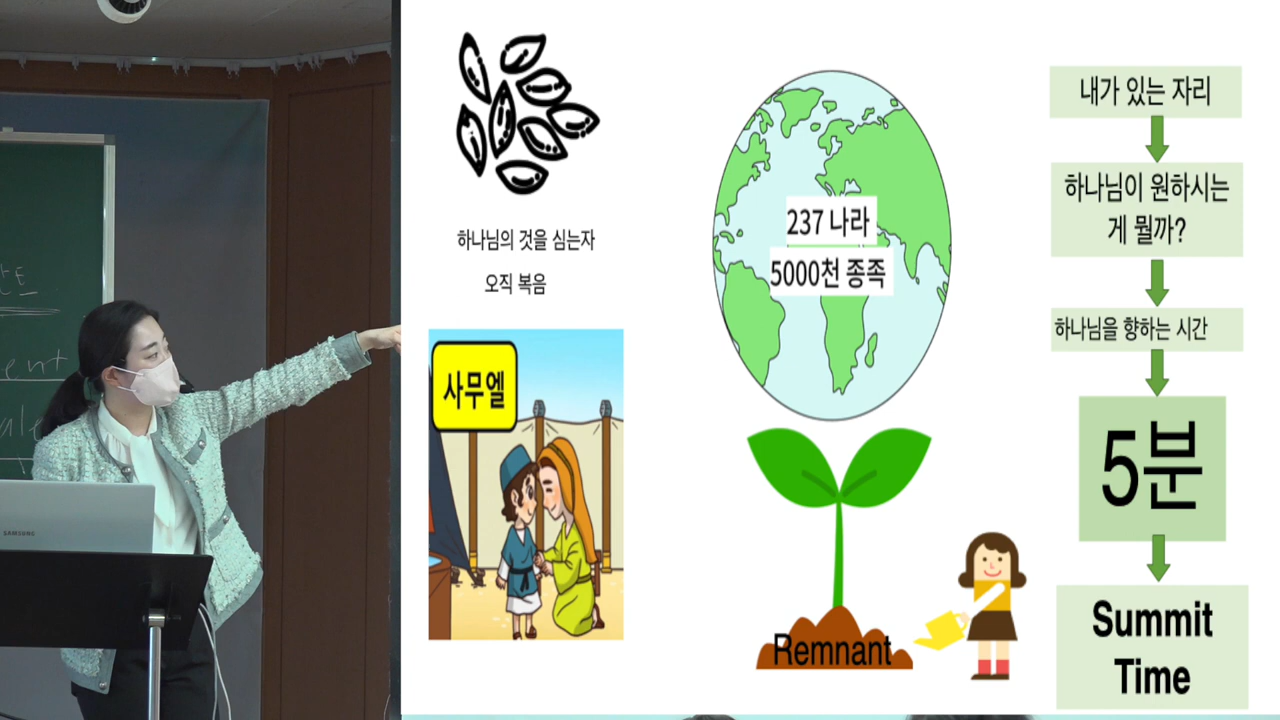 하나님의 것을 심는자
오직 복음
사무엘
237 나라
5000천 종족
Remnant
내가 있는 자리
하나님이 원하시는
게 뭘까?
하나님을 향하는 시간
5분
Summit
Time
SAMSUNG